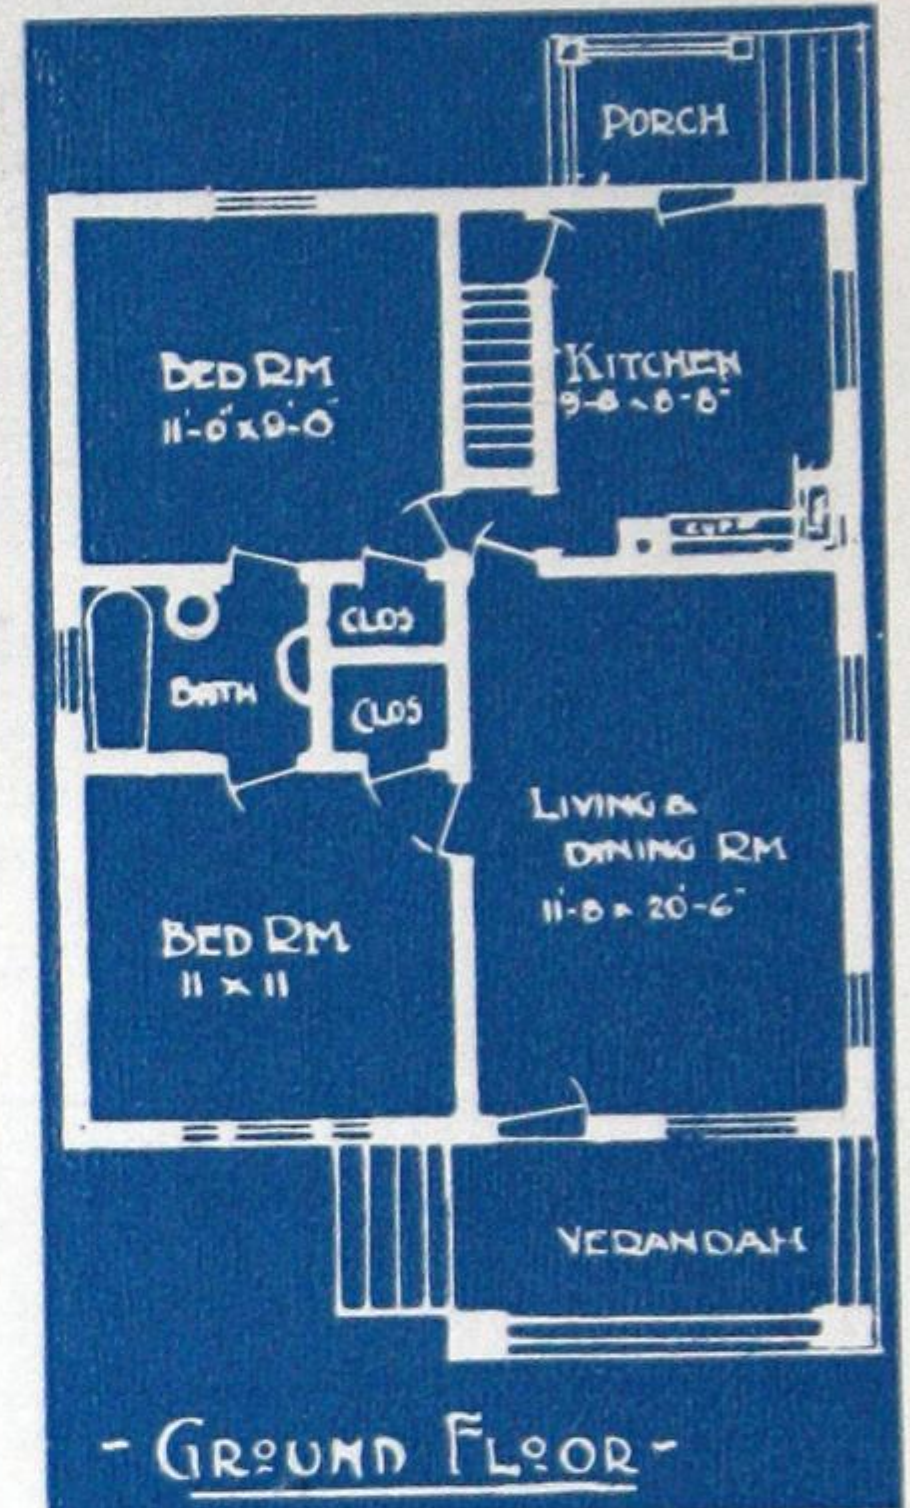 PORCH
BED RM
11'-0" x 9'-0"
KITCHEN
9'-8 x 8-8"
CLOS
BATH
CLOS
LIVING &
DINING RM
11'-8 x 20'-6"
BED RM
11 x 11
VERANDAH
- GROUND FLOOR -